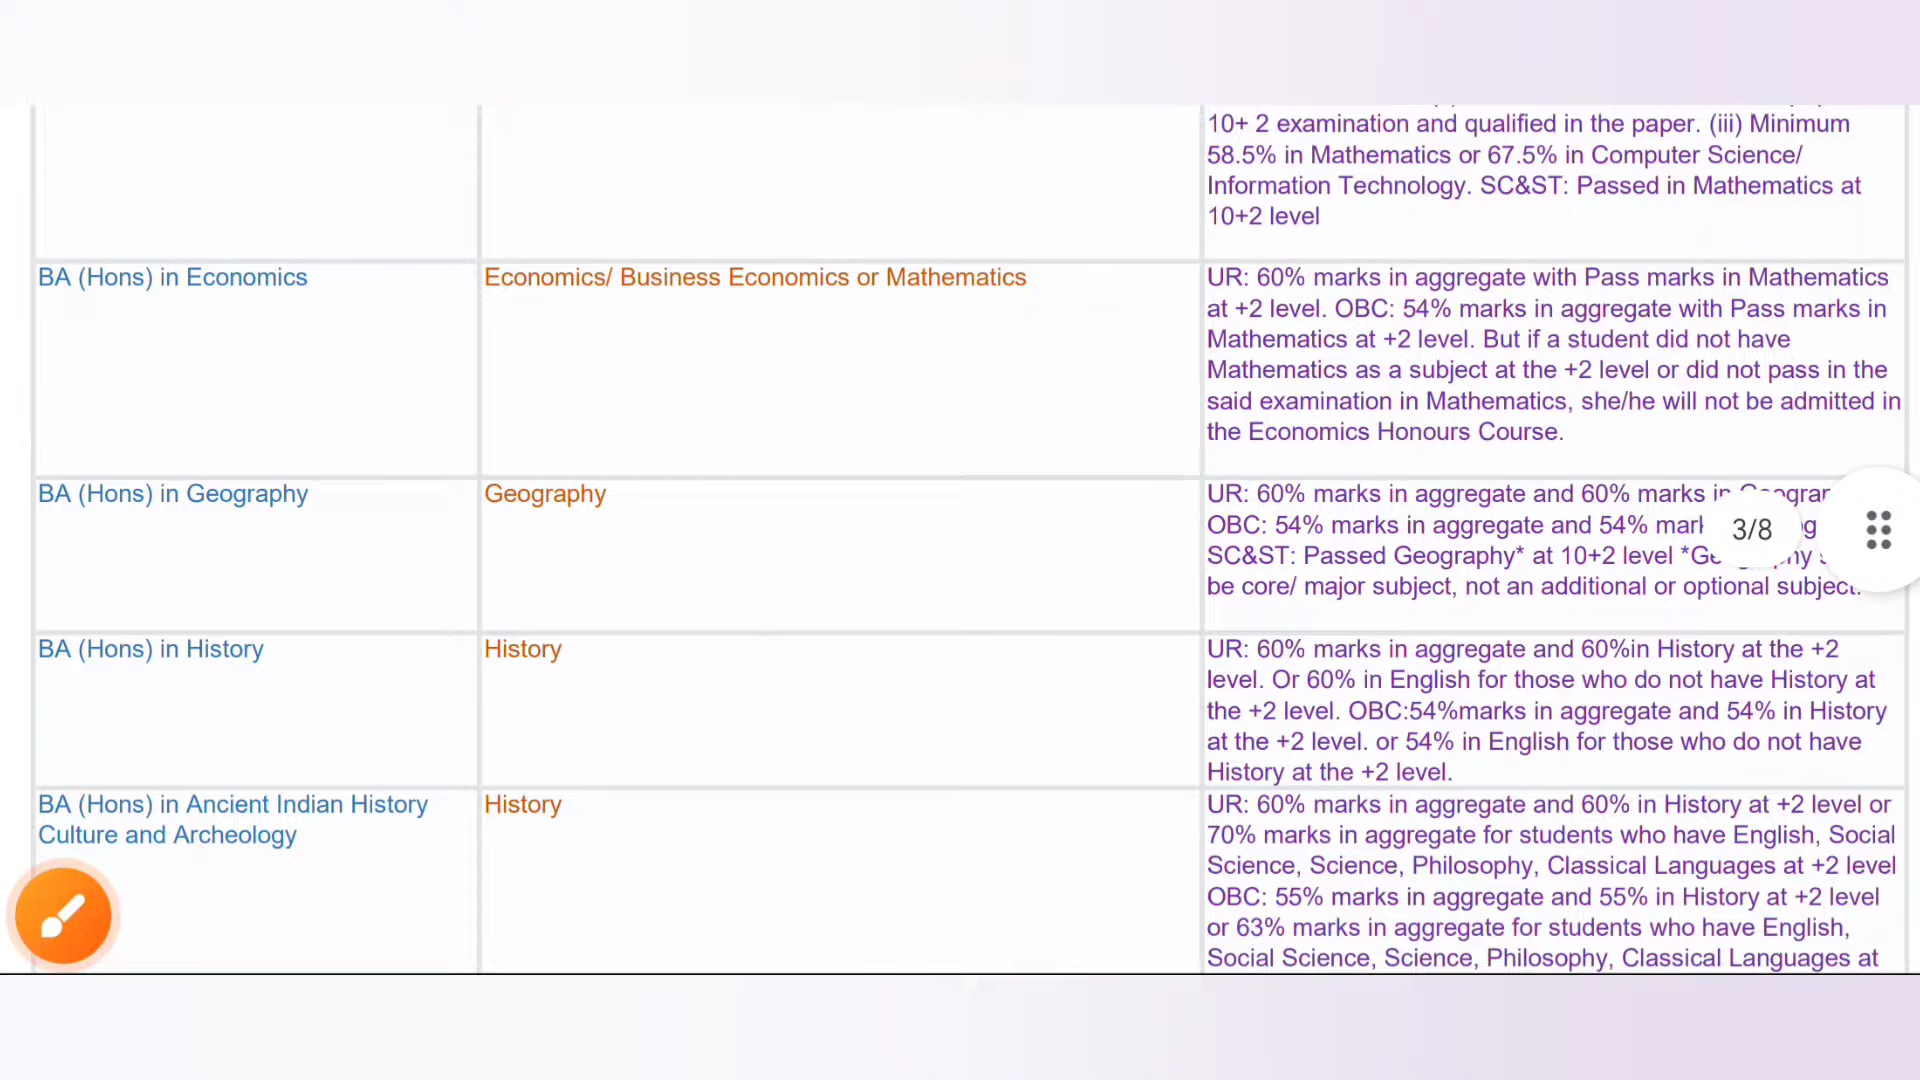 10+ 2 examination and qualified in the paper. (iii) Minimum
58.5% in Mathematics or 67.5% in Computer Science/
Information Technology. SC&ST: Passed in Mathematics at
10+2 level
BA (Hons) in Economics
Economics/ Business Economics or Mathematics
UR: 60% marks in aggregate with Pass marks in Mathematics
at +2 level. OBC: 54% marks in aggregate with Pass marks in
Mathematics at +2 level. But if a student did not have
Mathematics as a subject at the +2 level or did not pass in the
said examination in Mathematics, she/he will not be admitted in
the Economics Honours Course.
BA (Hons) in Geography
Geography
UR: 60% marks in aggregate and 60% marks in
OBC: 54% marks in aggregate and 54%
SC&ST: Passed Geography* at 10+2 level
be core/ major subject, not an additional or optional subject.
3/8
BA (Hons) in History
History
UR: 60% marks in aggregate and 60%in History at the +2
level. Or 60% in English for those who do not have History at
the +2 level. OBC:54%marks in aggregate and 54% in History
at the +2 level. or 54% in English for those who do not have
History at the +2 level.
BA (Hons) in Ancient Indian History
Culture and Archeology
History
UR: 60% marks in aggregate and 60% in History at +2 level or
70% marks in aggregate for students who have English, Social
Science, Science, Philosophy, Classical Languages at +2 level
OBC: 55% marks in aggregate and 55% in History at +2 level
or 63% marks in aggregate for students who have English,
Social Science, Science, Philosophy, Classical Languages at